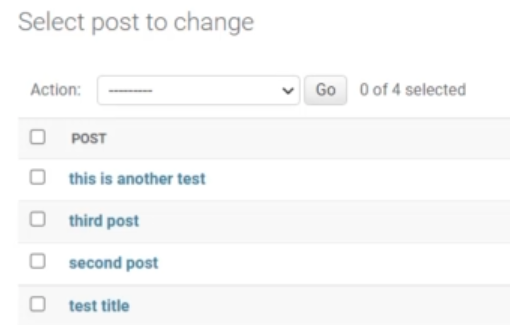 Select post to change
Action: --------- Go 0 of 4 selected
POST
this is another test
third post
second post
test title